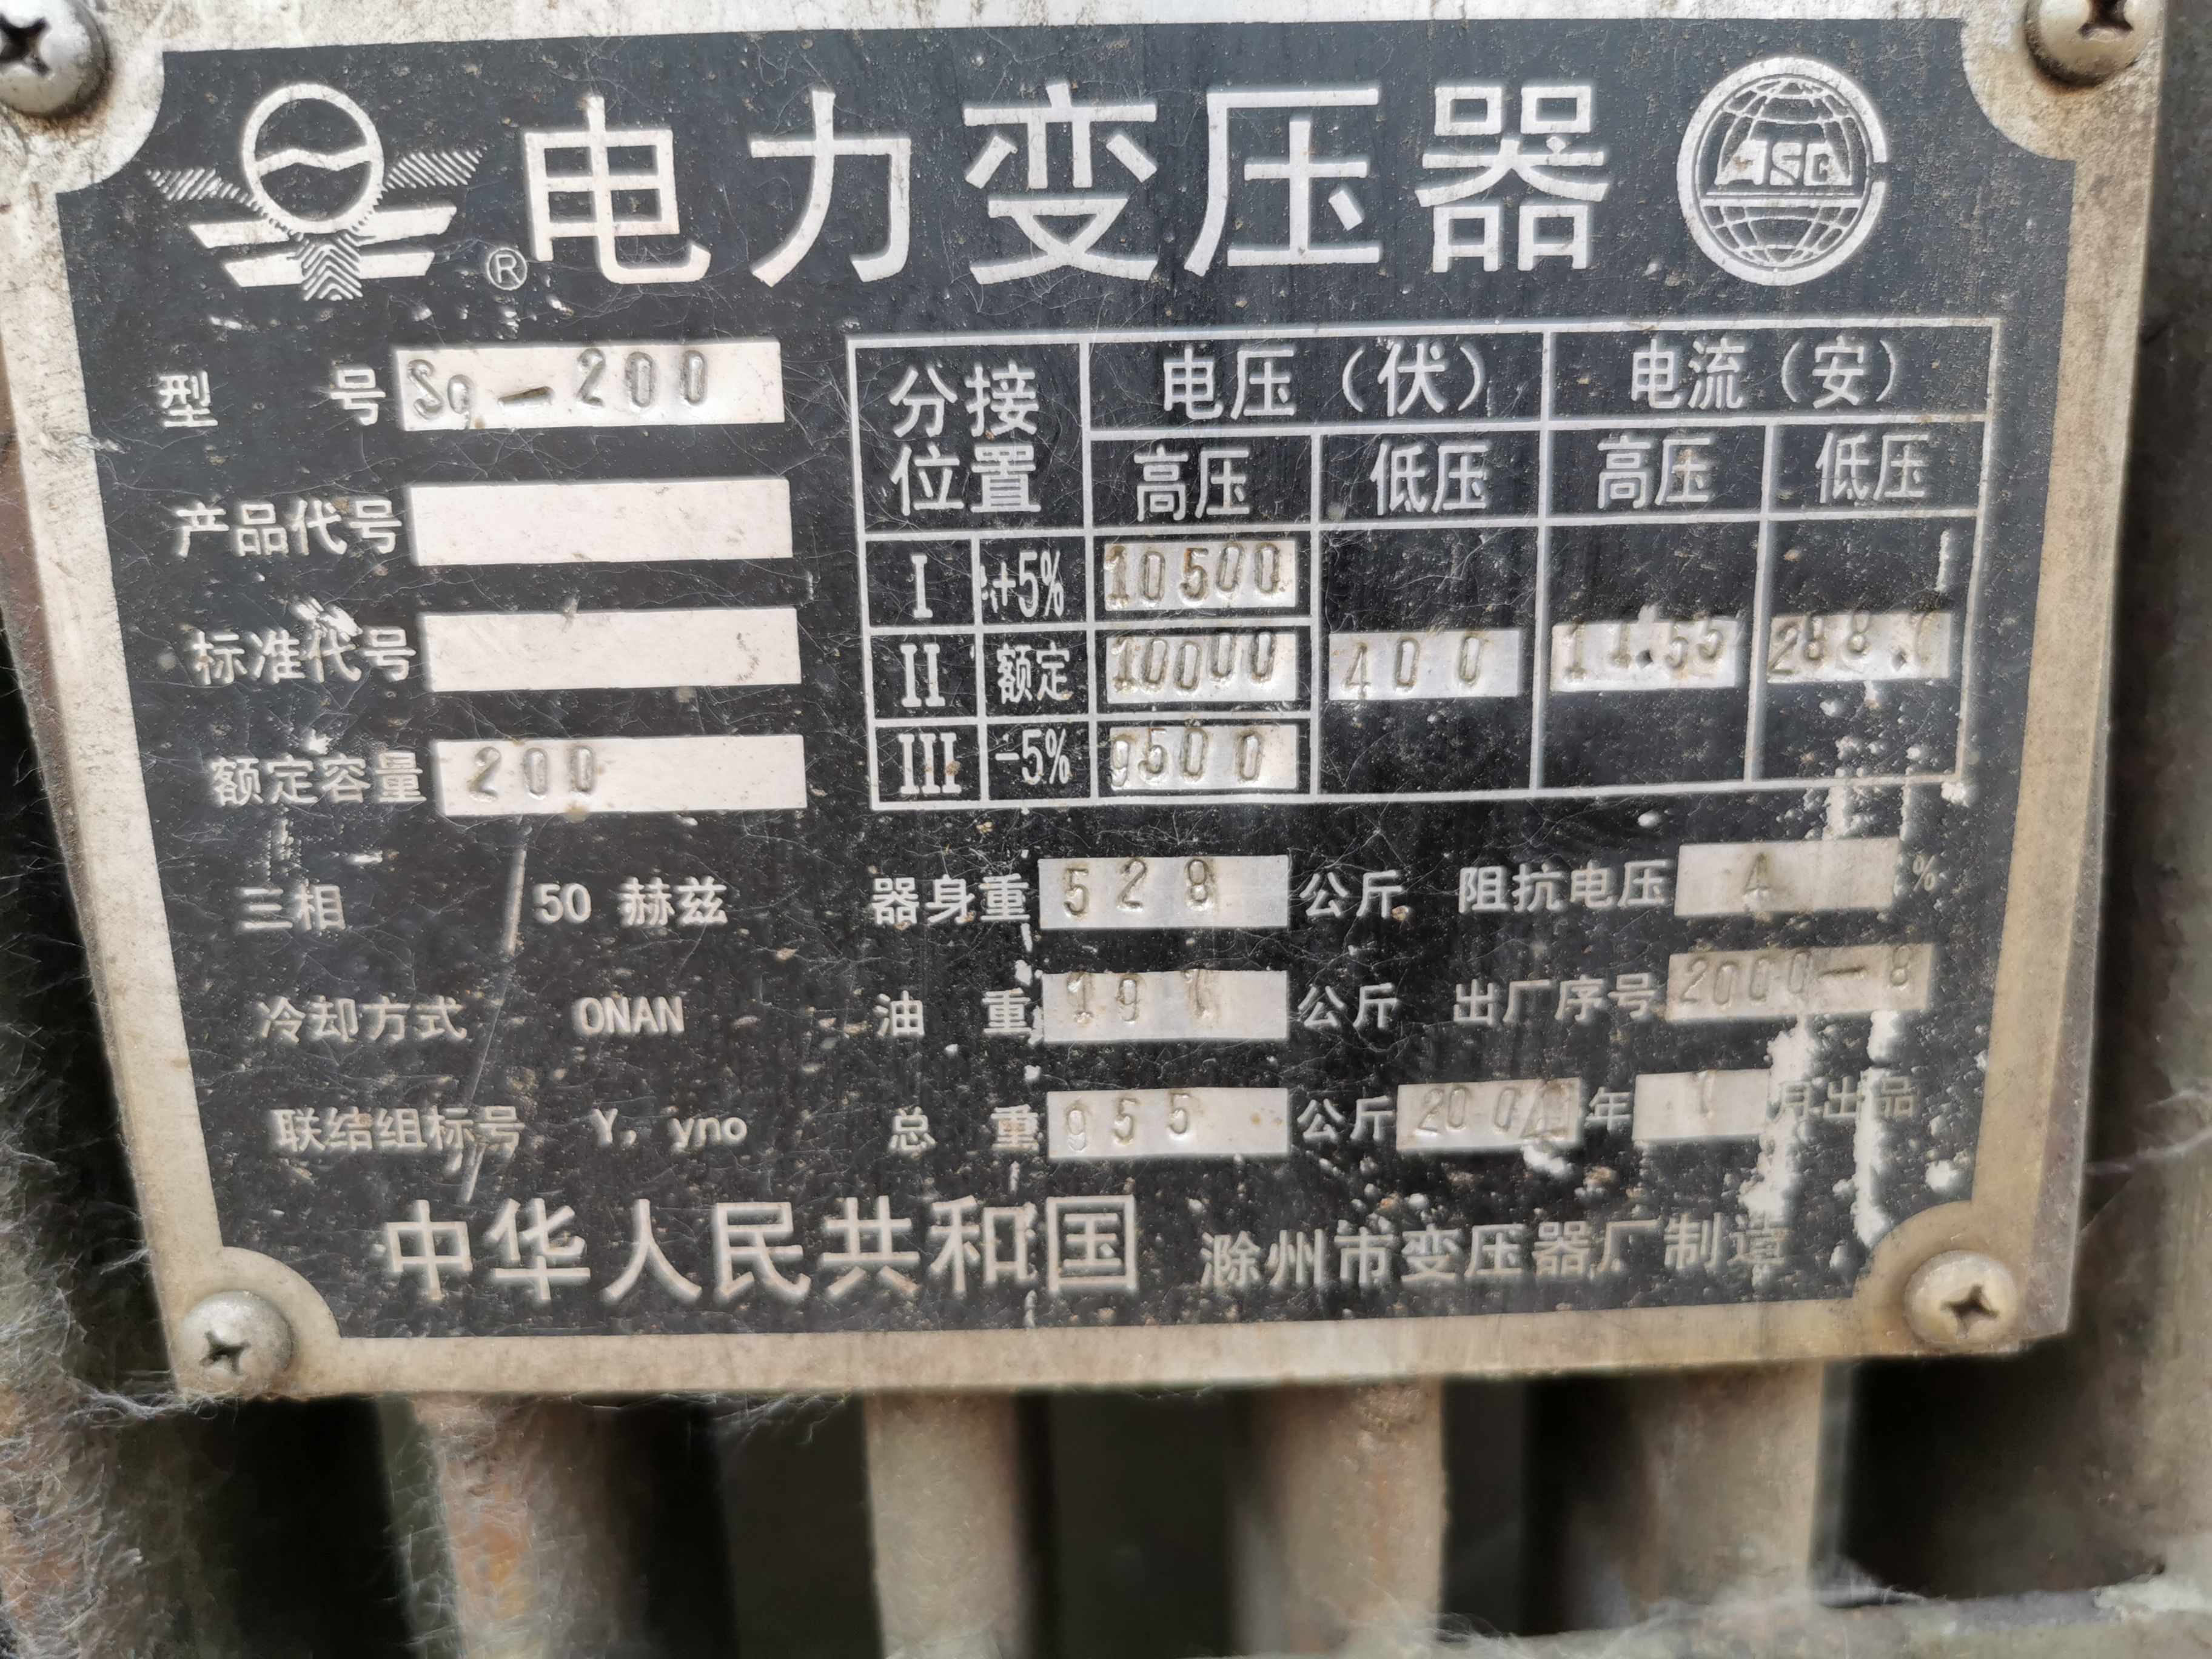 ® 电力变压器 ASC
型号 S9-200
产品代号
标准代号
额定容量 200
分接位置 电压(伏) 电流(安)
高压 低压 高压 低压
I +5% 10500
II 额定 10000 400 11.55 288.7
III -5% 9500
三相 50 赫兹 器身重 528 公斤 阻抗电压 4 %
冷却方式 ONAN 油重 公斤 出厂序号 2000-8
联结组标号 Y, yno 总重 955 公斤 年 月出品
中华人民共和国 滁州市变压器厂制造